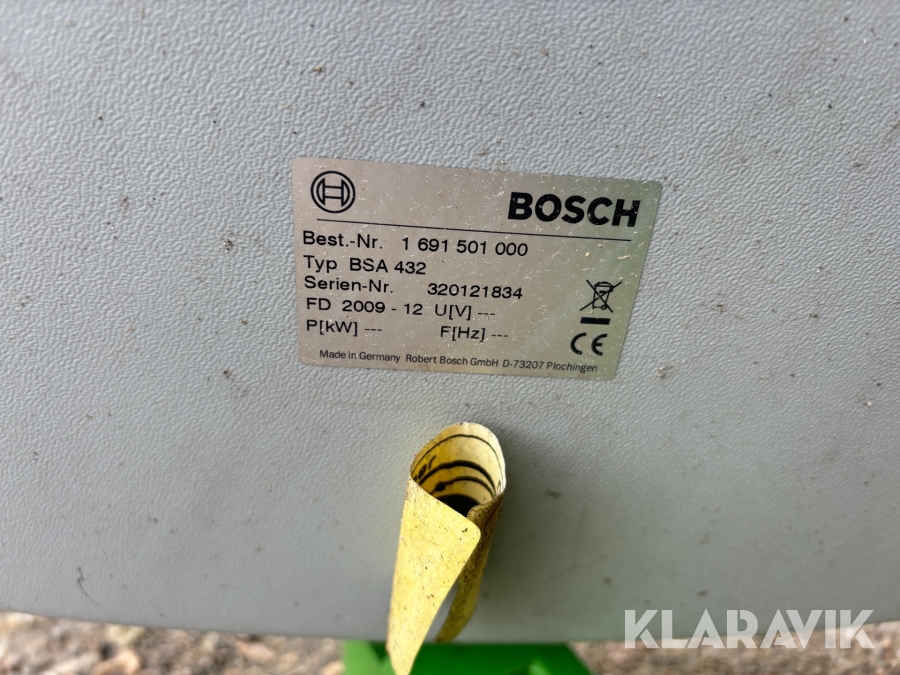 BOSCH
Best.-Nr. 1 691 501 000
Typ BSA 432
Serien-Nr. 320121834
FD 2009 - 12 U[V] ---
P[kW] --- F[Hz] ---
CE
Made in Germany Robert Bosch GmbH D-73207 Plochingen
KLARAVIK